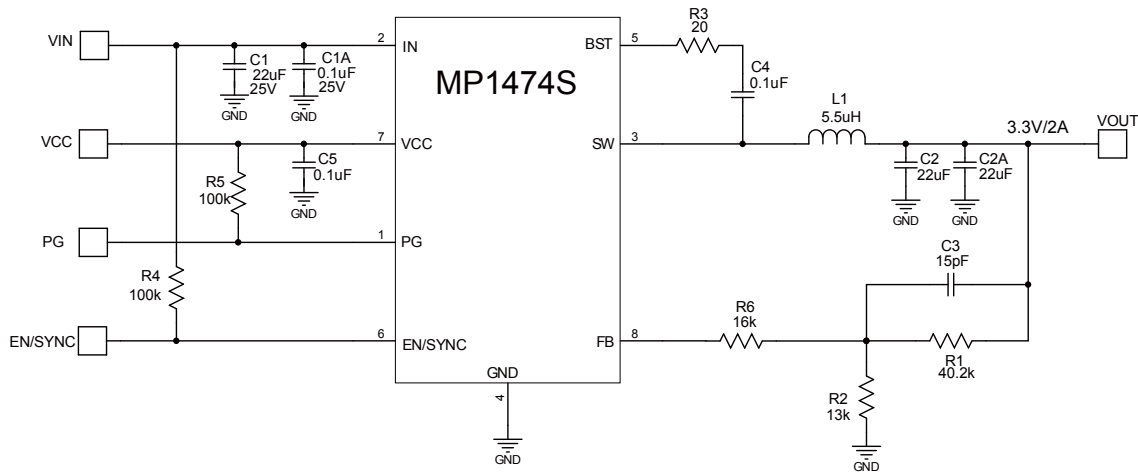 VIN
2
IN
C1
22uF
25V
GND
C1A
0.1uF
25V
GND
MP1474S
BST
5
R3
20
C4
0.1uF
VCC
7
VCC
R5
100k
C5
0.1uF
GND
SW
3
L1
5.5uH
3.3V/2A
VOUT
C2
22uF
GND
C2A
22uF
GND
PG
1
PG
R4
100k
C3
15pF
EN/SYNC
6
EN/SYNC
FB
8
R6
16k
R1
40.2k
GND
4
GND
R2
13k
GND